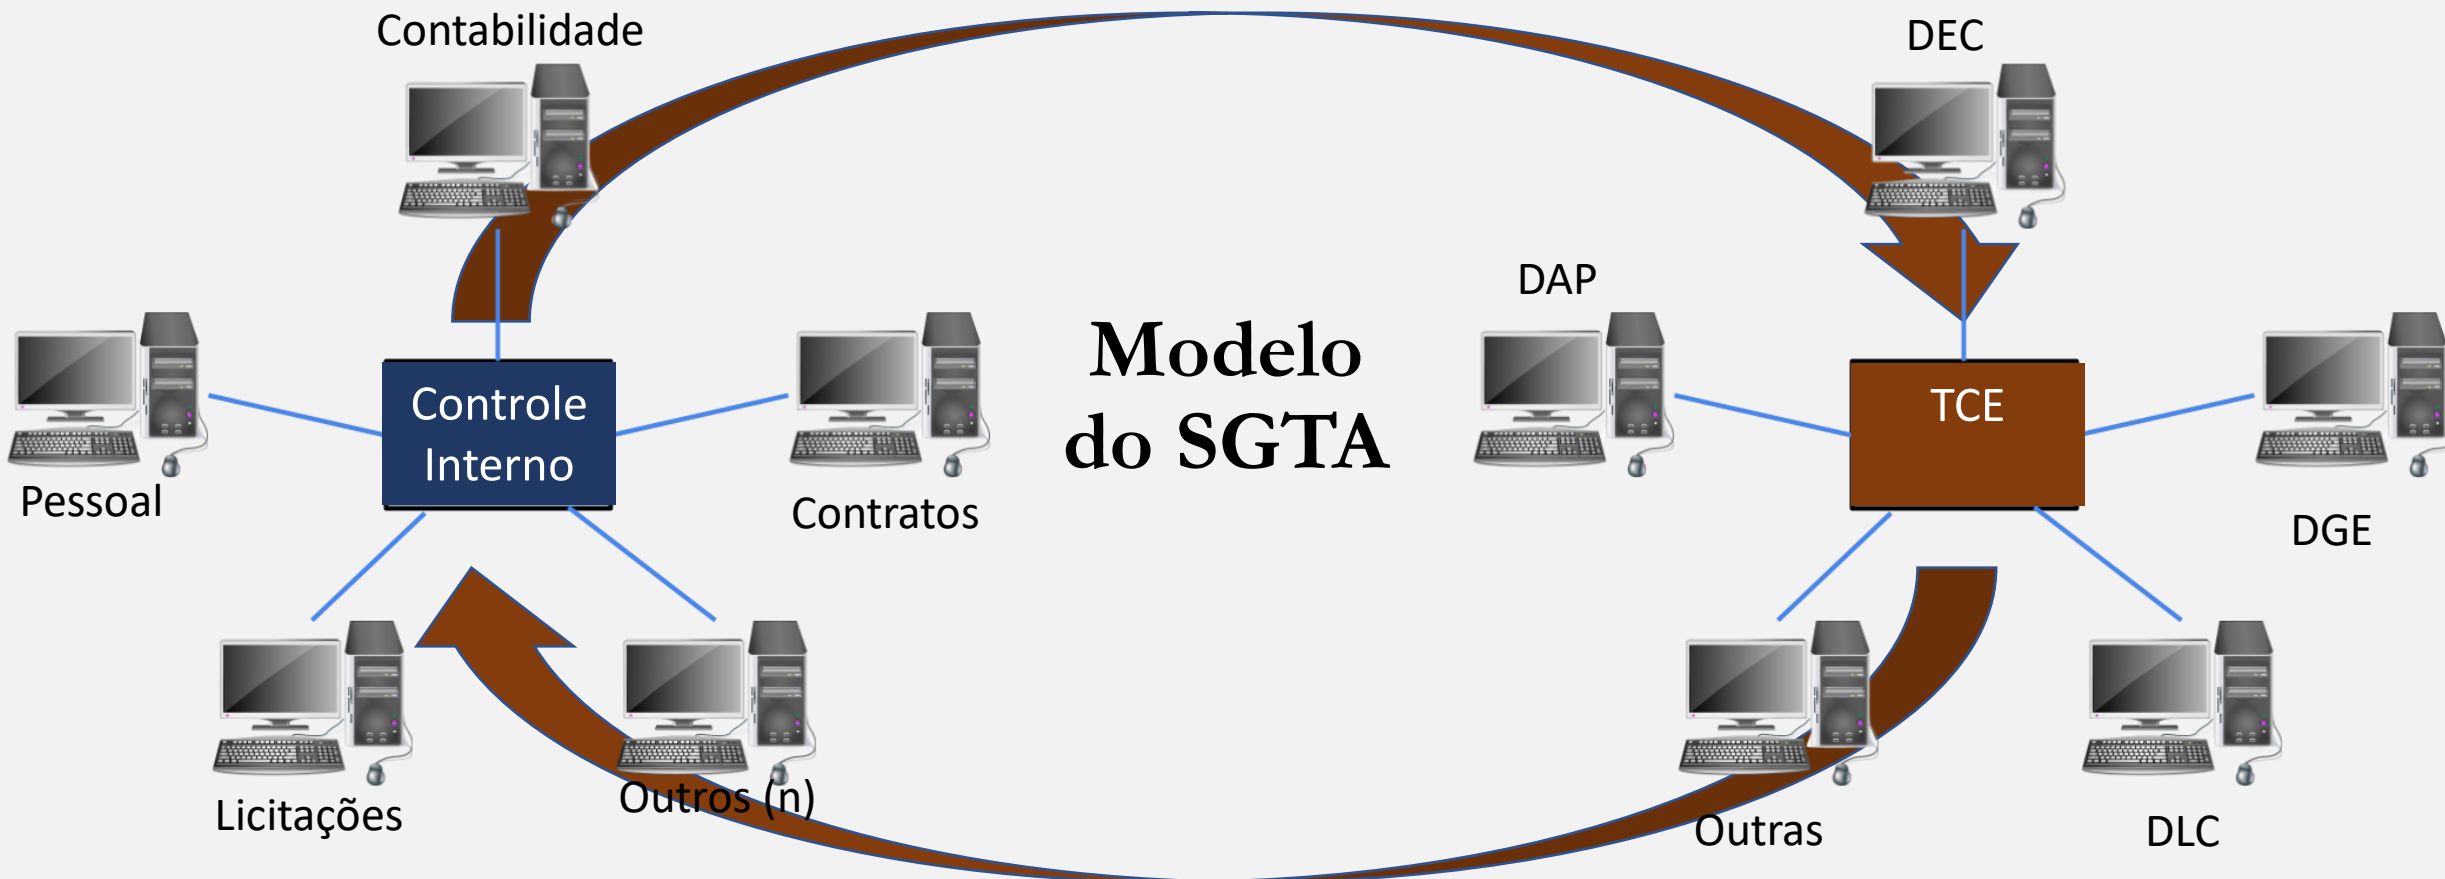 Contabilidade
DEC
DAP
Modelo
do SGTA
Controle
Interno
TCE
Pessoal
Contratos
DGE
Licitações
Outros (n)
Outras
DLC